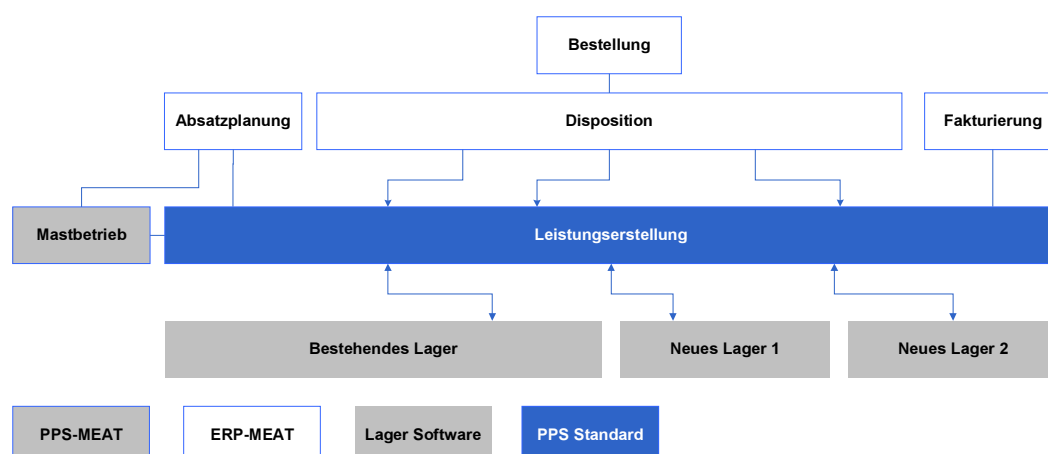 Bestellung
Absatzplanung
Disposition
Fakturierung
Mastbetrieb
Leistungserstellung
Bestehendes Lager
Neues Lager 1
Neues Lager 2
PPS-MEAT
ERP-MEAT
Lager Software
PPS Standard